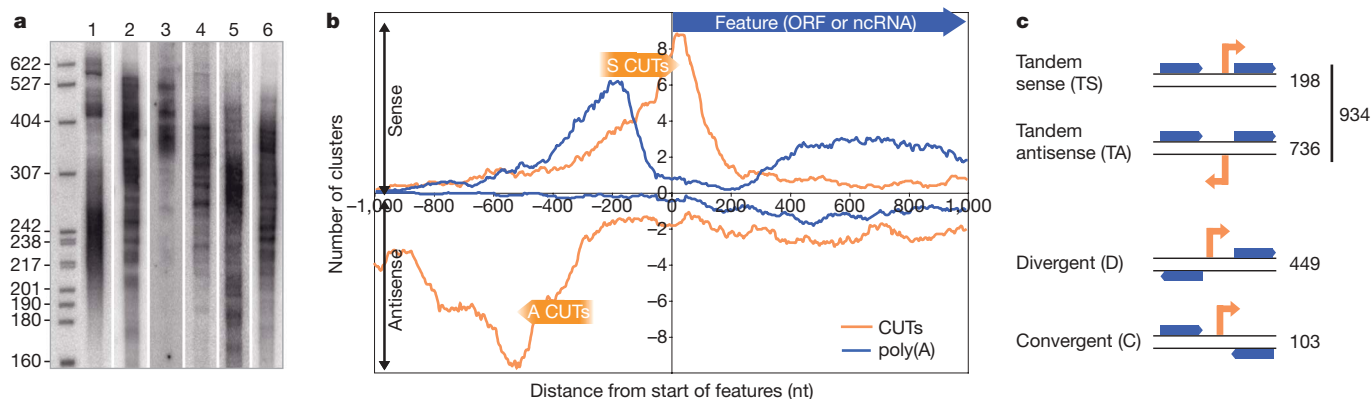 a
1 2 3 4 5 6
622
527
404
307
242
238
217
201
190
180
160
b
Feature (ORF or ncRNA)
S CUTs
A CUTs
Sense
Antisense
Number of clusters
8
6
4
2
0
−2
−4
−6
−8
−1,000 −800 −600 −400 −200 0 200 400 600 800 1000
CUTs
poly(A)
Distance from start of features (nt)
c
Tandem
sense (TS)
198
934
Tandem
antisense (TA)
736
Divergent (D)
449
Convergent (C)
103